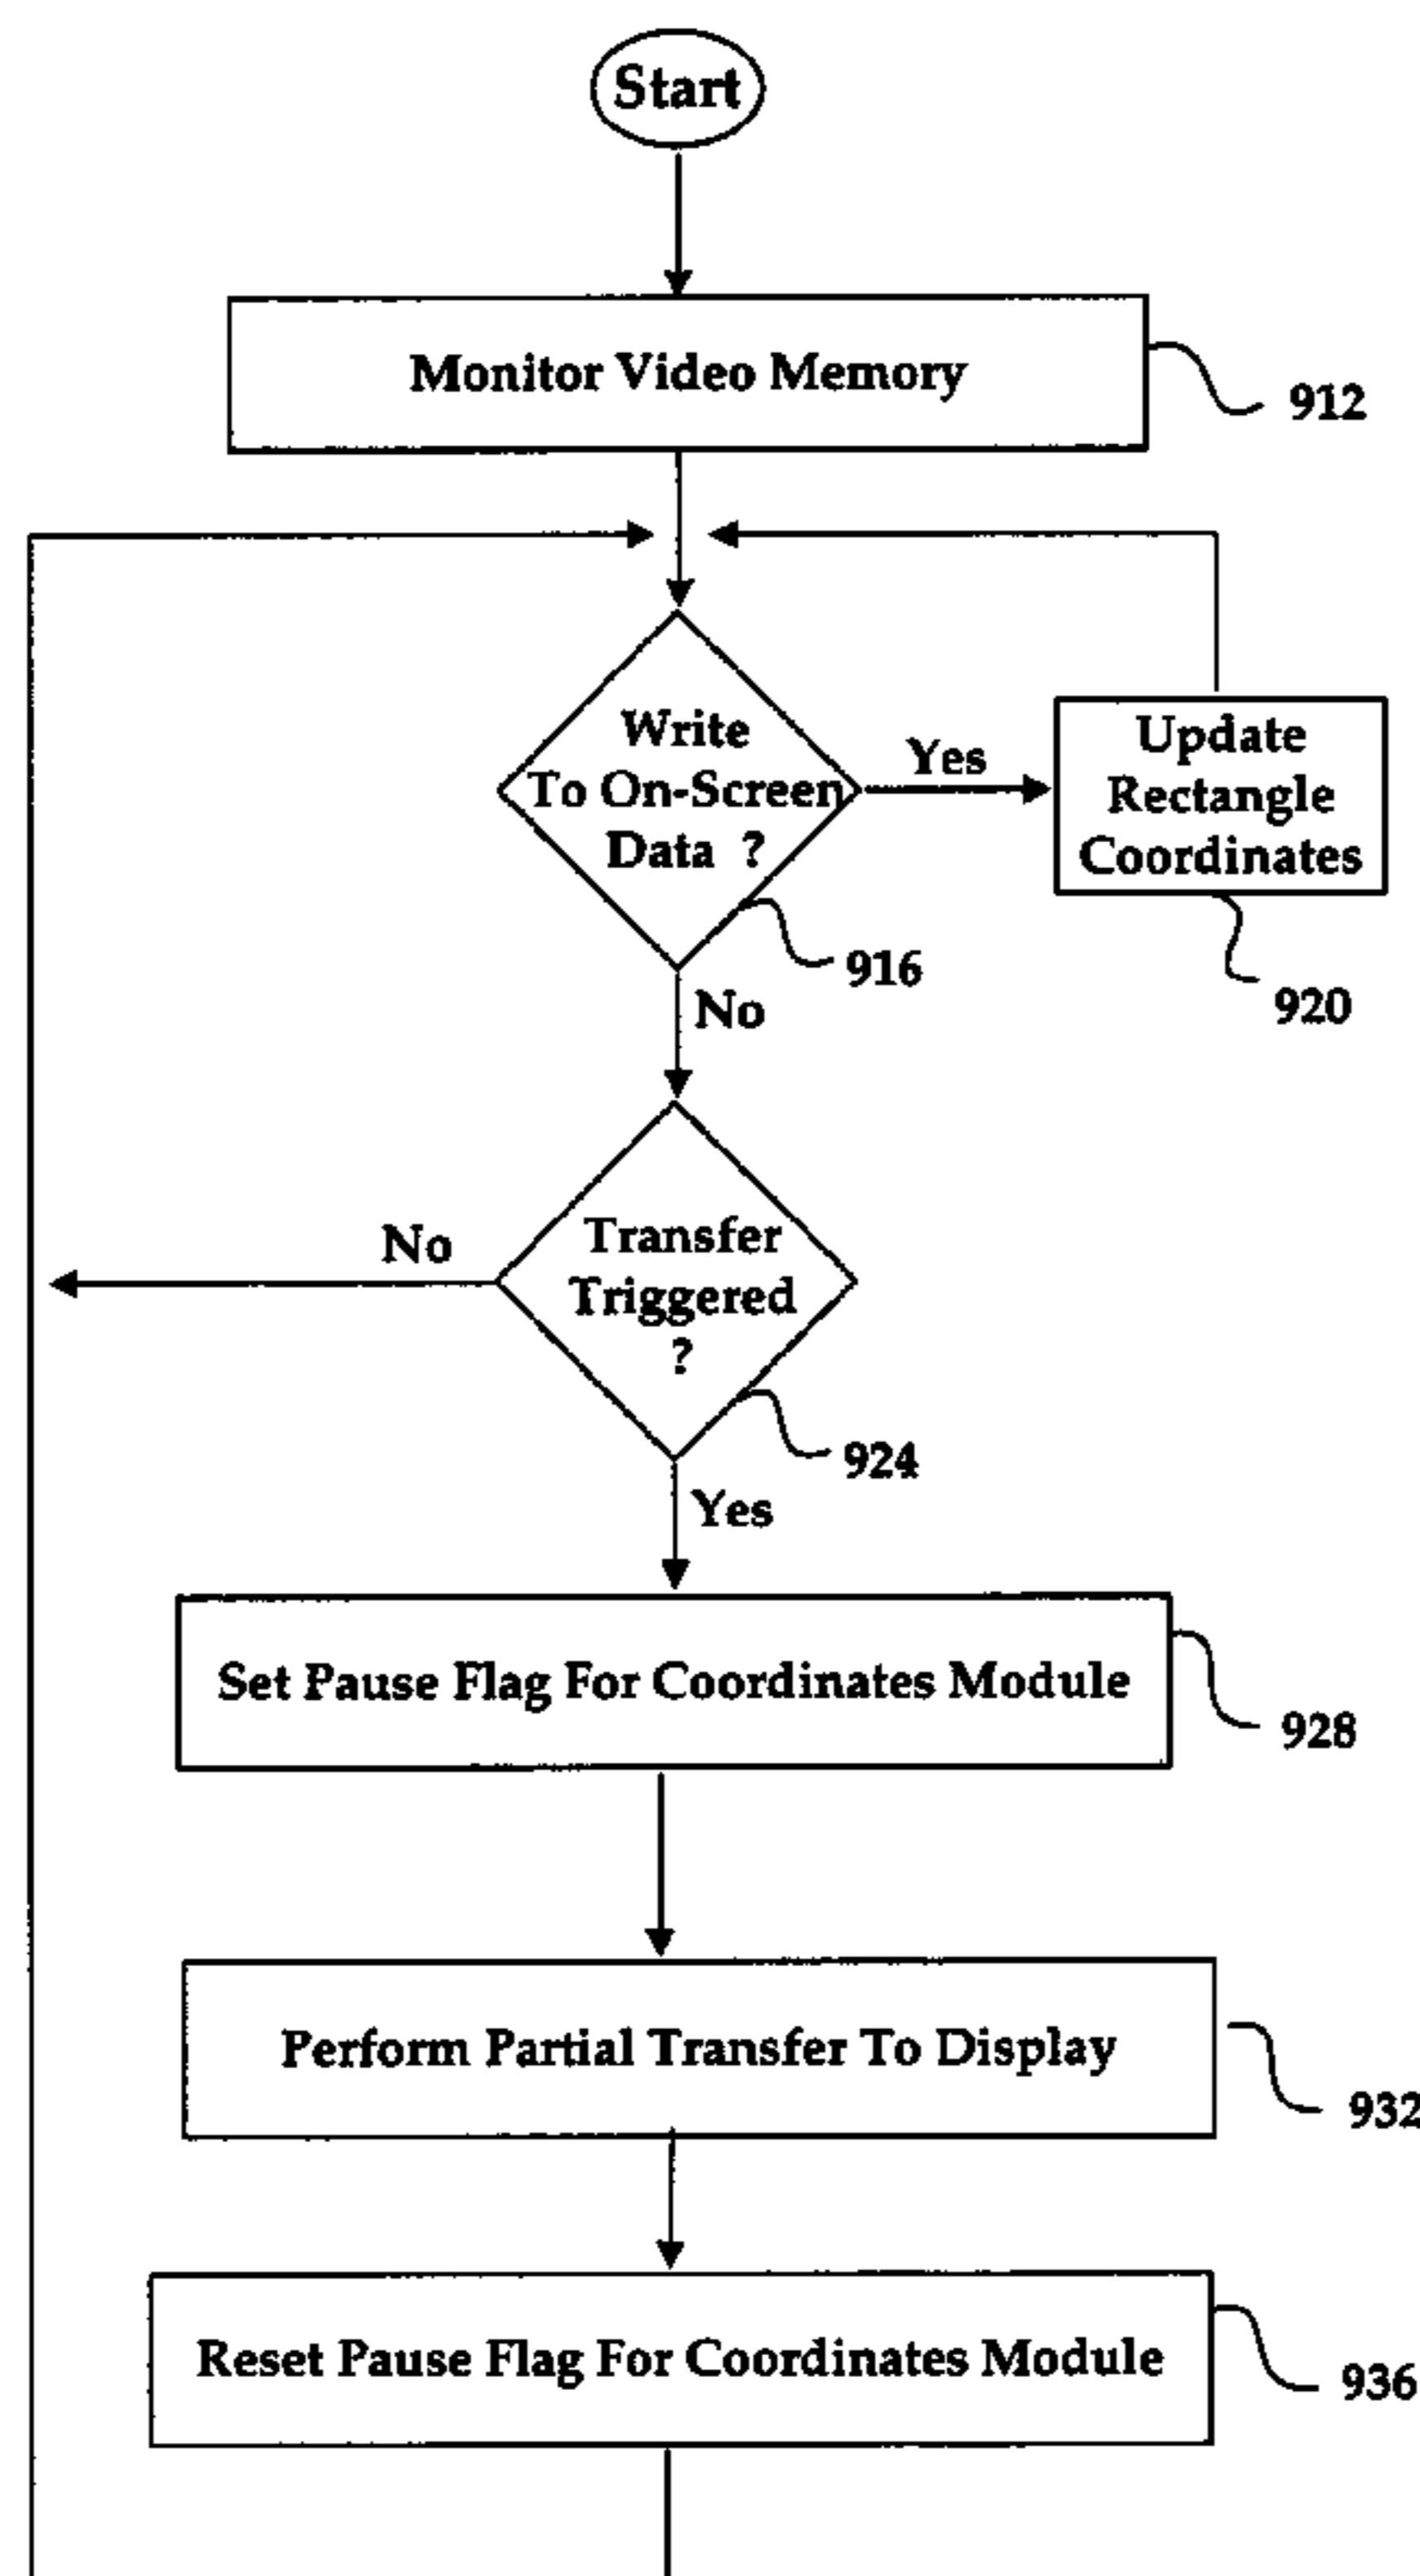 Start
Monitor Video Memory
912
Write
To On-Screen
Data ?
Yes
Update
Rectangle
Coordinates
916
920
No
Transfer
Triggered
?
No
924
Yes
Set Pause Flag For Coordinates Module
928
Perform Partial Transfer To Display
932
Reset Pause Flag For Coordinates Module
936